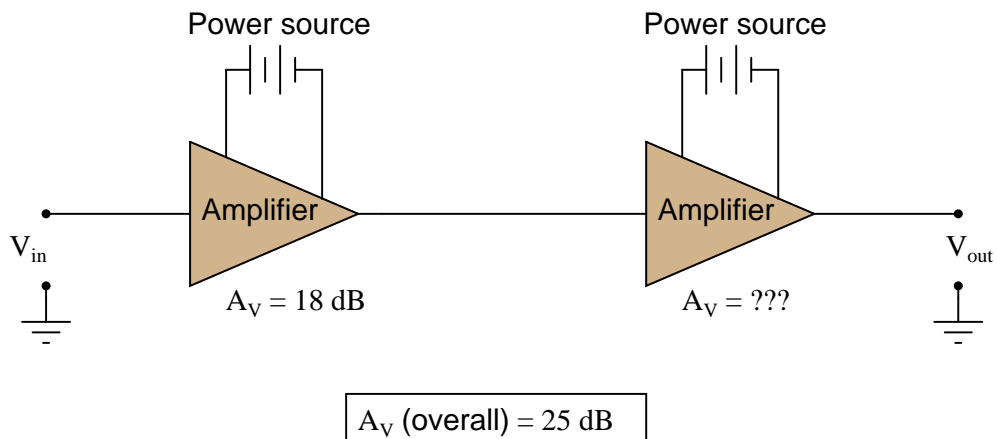 Power source
Power source
Amplifier
Amplifier
V_in
V_out
A_V = 18 dB
A_V = ???
A_V (overall) = 25 dB